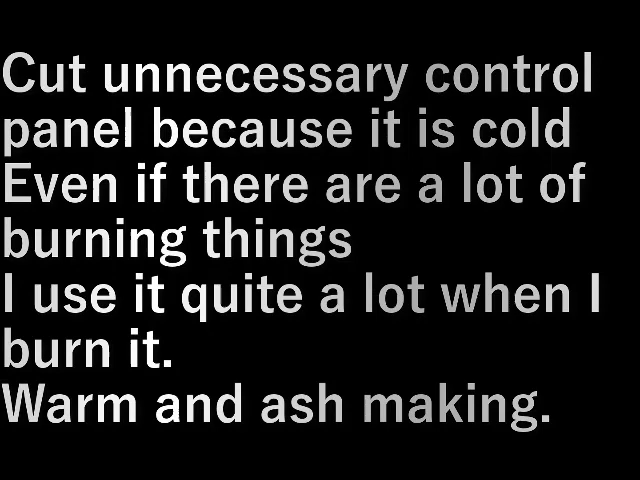 Cut unnecessary control
panel because it is cold
Even if there are a lot of
burning things
I use it quite a lot when I
burn it.
Warm and ash making.